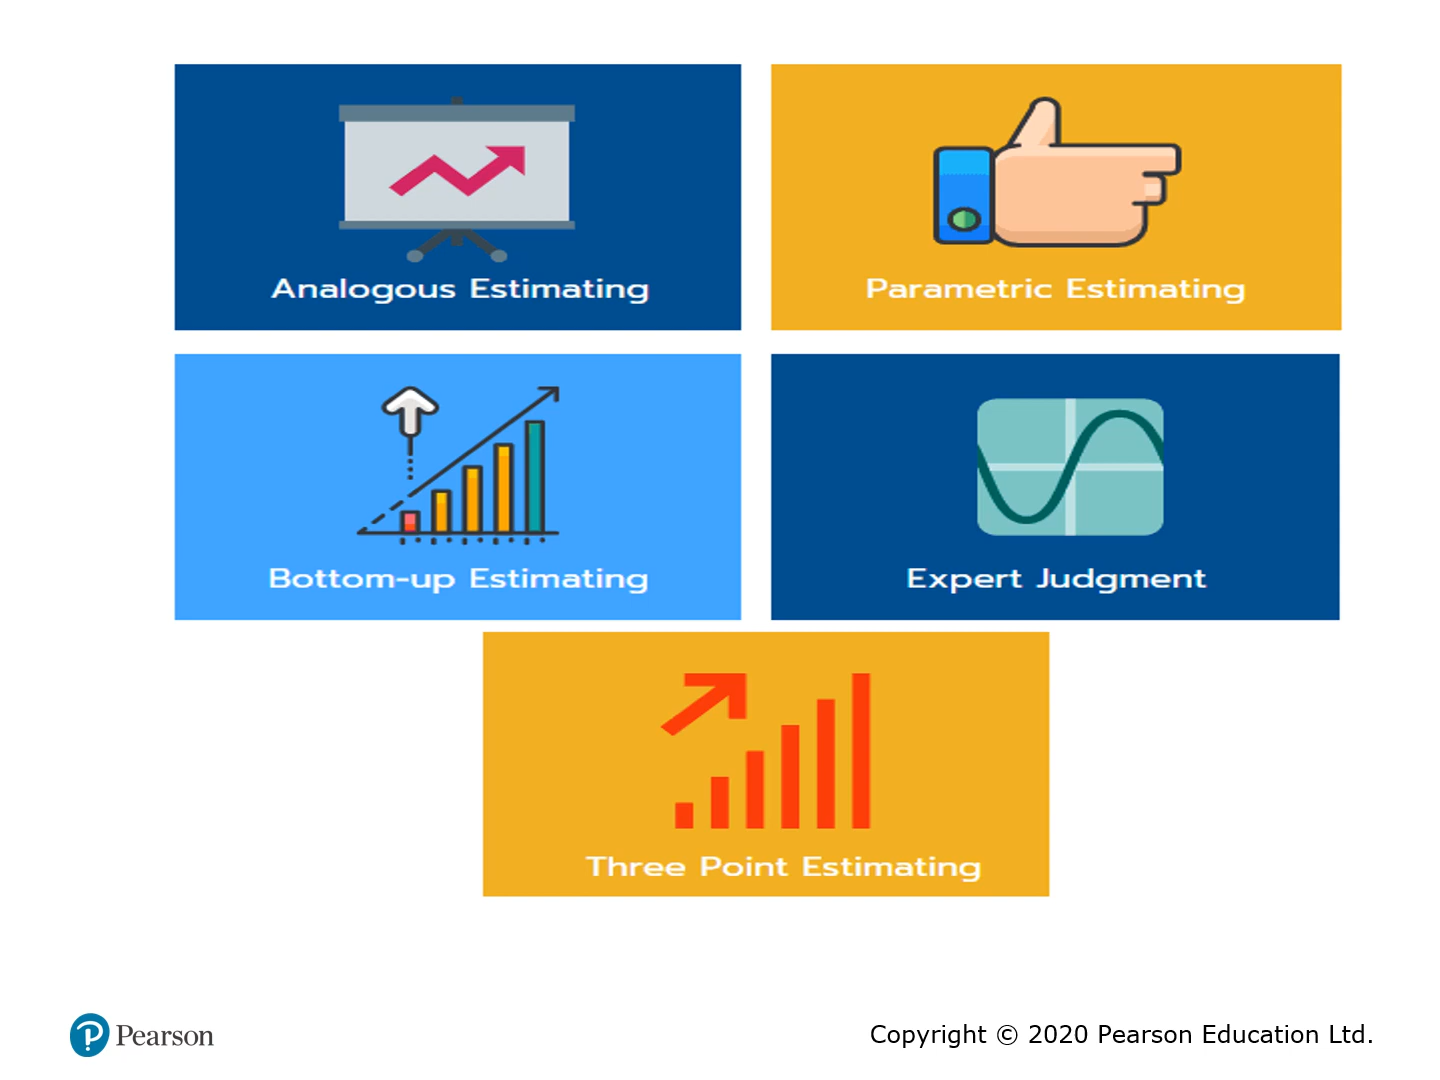 Analogous Estimating
Parametric Estimating
Bottom-up Estimating
Expert Judgment
Three Point Estimating
Pearson
Copyright © 2020 Pearson Education Ltd.